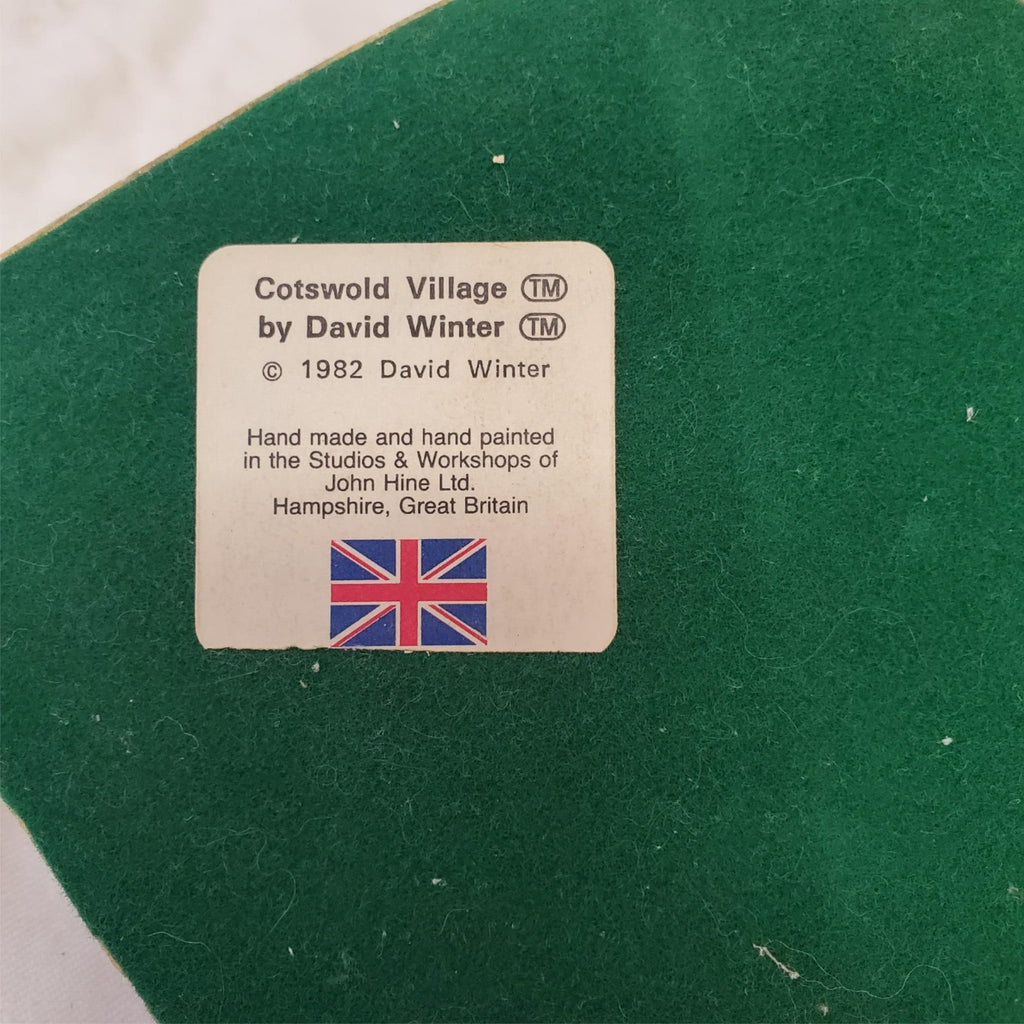 Cotswold Village TM
by David Winter TM
© 1982 David Winter
Hand made and hand painted
in the Studios & Workshops of
John Hine Ltd.
Hampshire, Great Britain